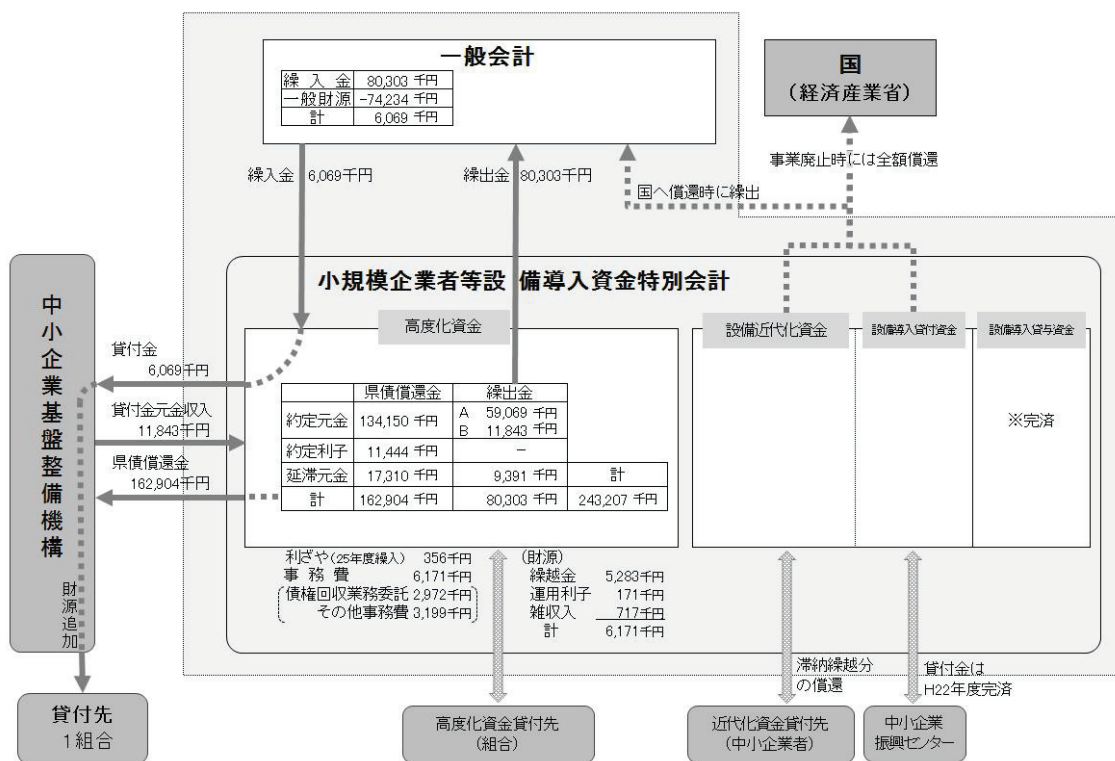 一般会計
繰入金 80,303 千円
一般財源 −74,234 千円
計 6,069 千円
国
（経済産業省）
繰入金 6,069千円
繰出金 80,303千円
事業廃止時には全額償還
国へ償還時に繰出
小規模企業者等設 備導入資金特別会計
中小企業基盤整備機構
財源追加
貸付金
6,069千円
貸付金元金収入
11,843千円
県債償還金
162,904千円
高度化資金
県債償還金 繰出金
約定元金 134,150 千円 A 59,069 千円
B 11,843 千円
約定利子 11,444 千円 −
延滞元金 17,310 千円 9,391 千円 計
計 162,904 千円 80,303 千円 243,207 千円
設備近代化資金
設備導入貸付資金
設備導入貸与資金
※完済
利ざや(25年度繰入) 356千円
事務費 6,171千円
債権回収業務委託 2,972千円
その他事務費 3,199千円
(財源)
繰越金 5,283千円
運用利子 171千円
雑収入 717千円
計 6,171千円
滞納繰越分
の償還
貸付金は
H22年度完済
貸付先
1組合
高度化資金貸付先
(組合)
近代化資金貸付先
(中小企業者)
中小企業
振興センター